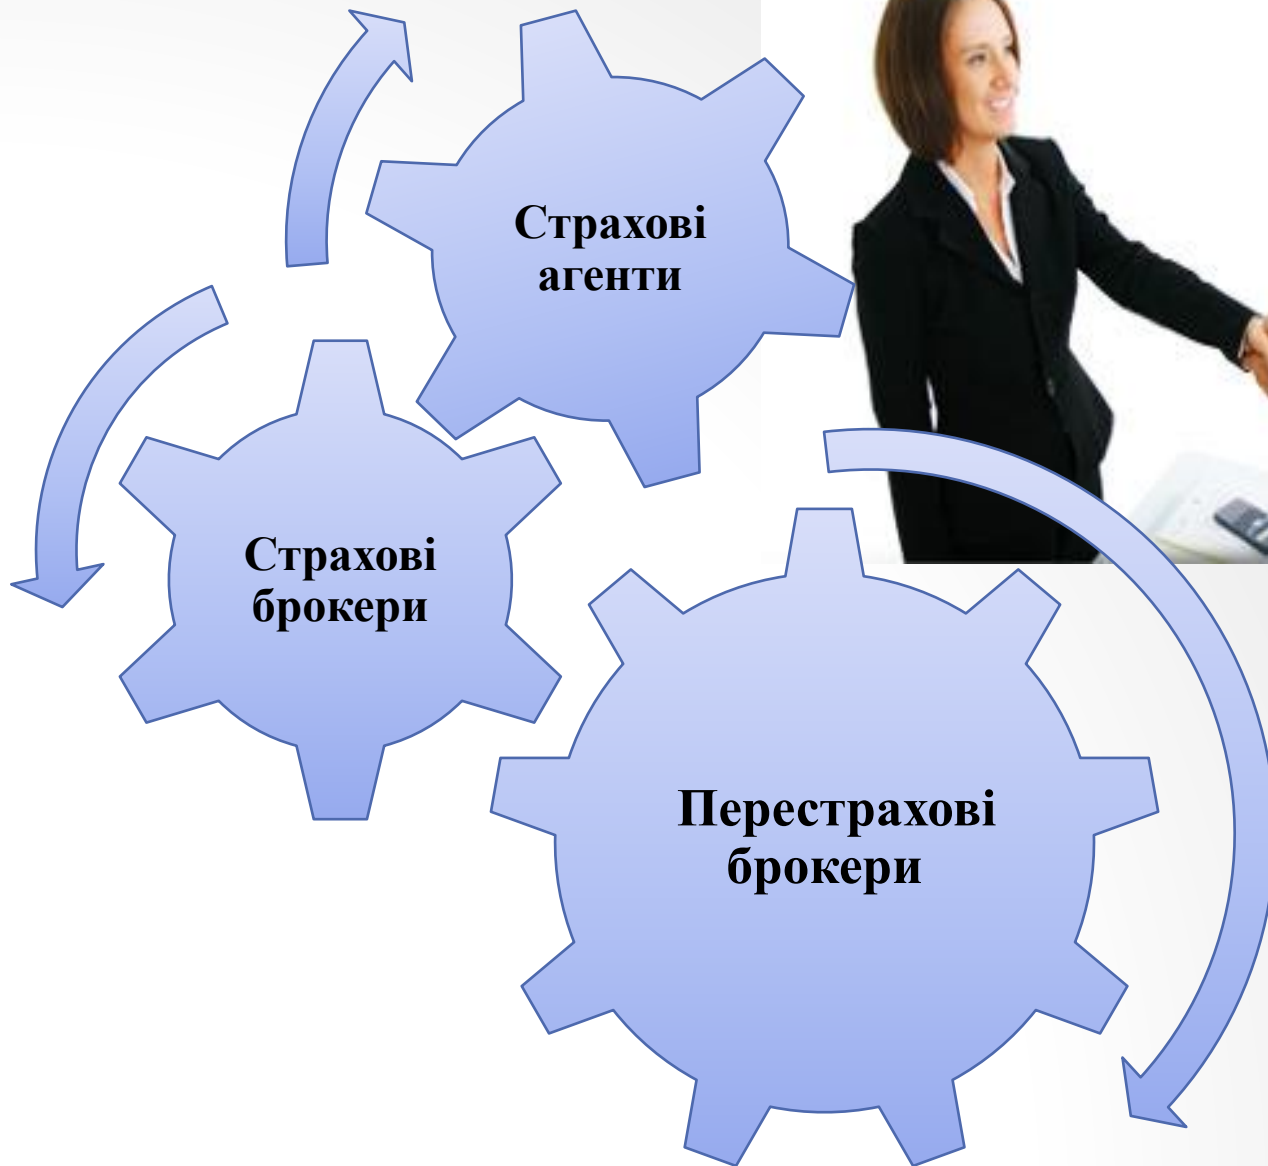 Страхові
агенти
Страхові
брокери
Перестрахові
брокери